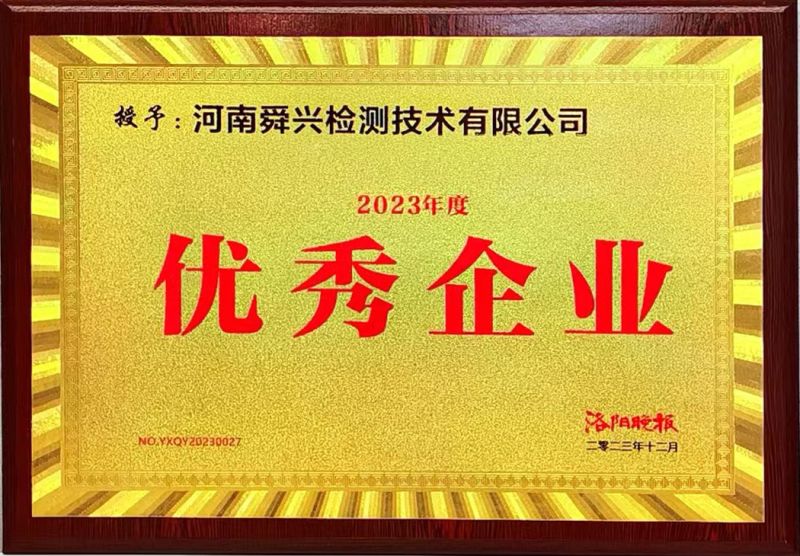 授予：河南舜兴检测技术有限公司
2023年度
优秀企业
洛阳晚报
NO.YXQY20230027
二零二三年十二月